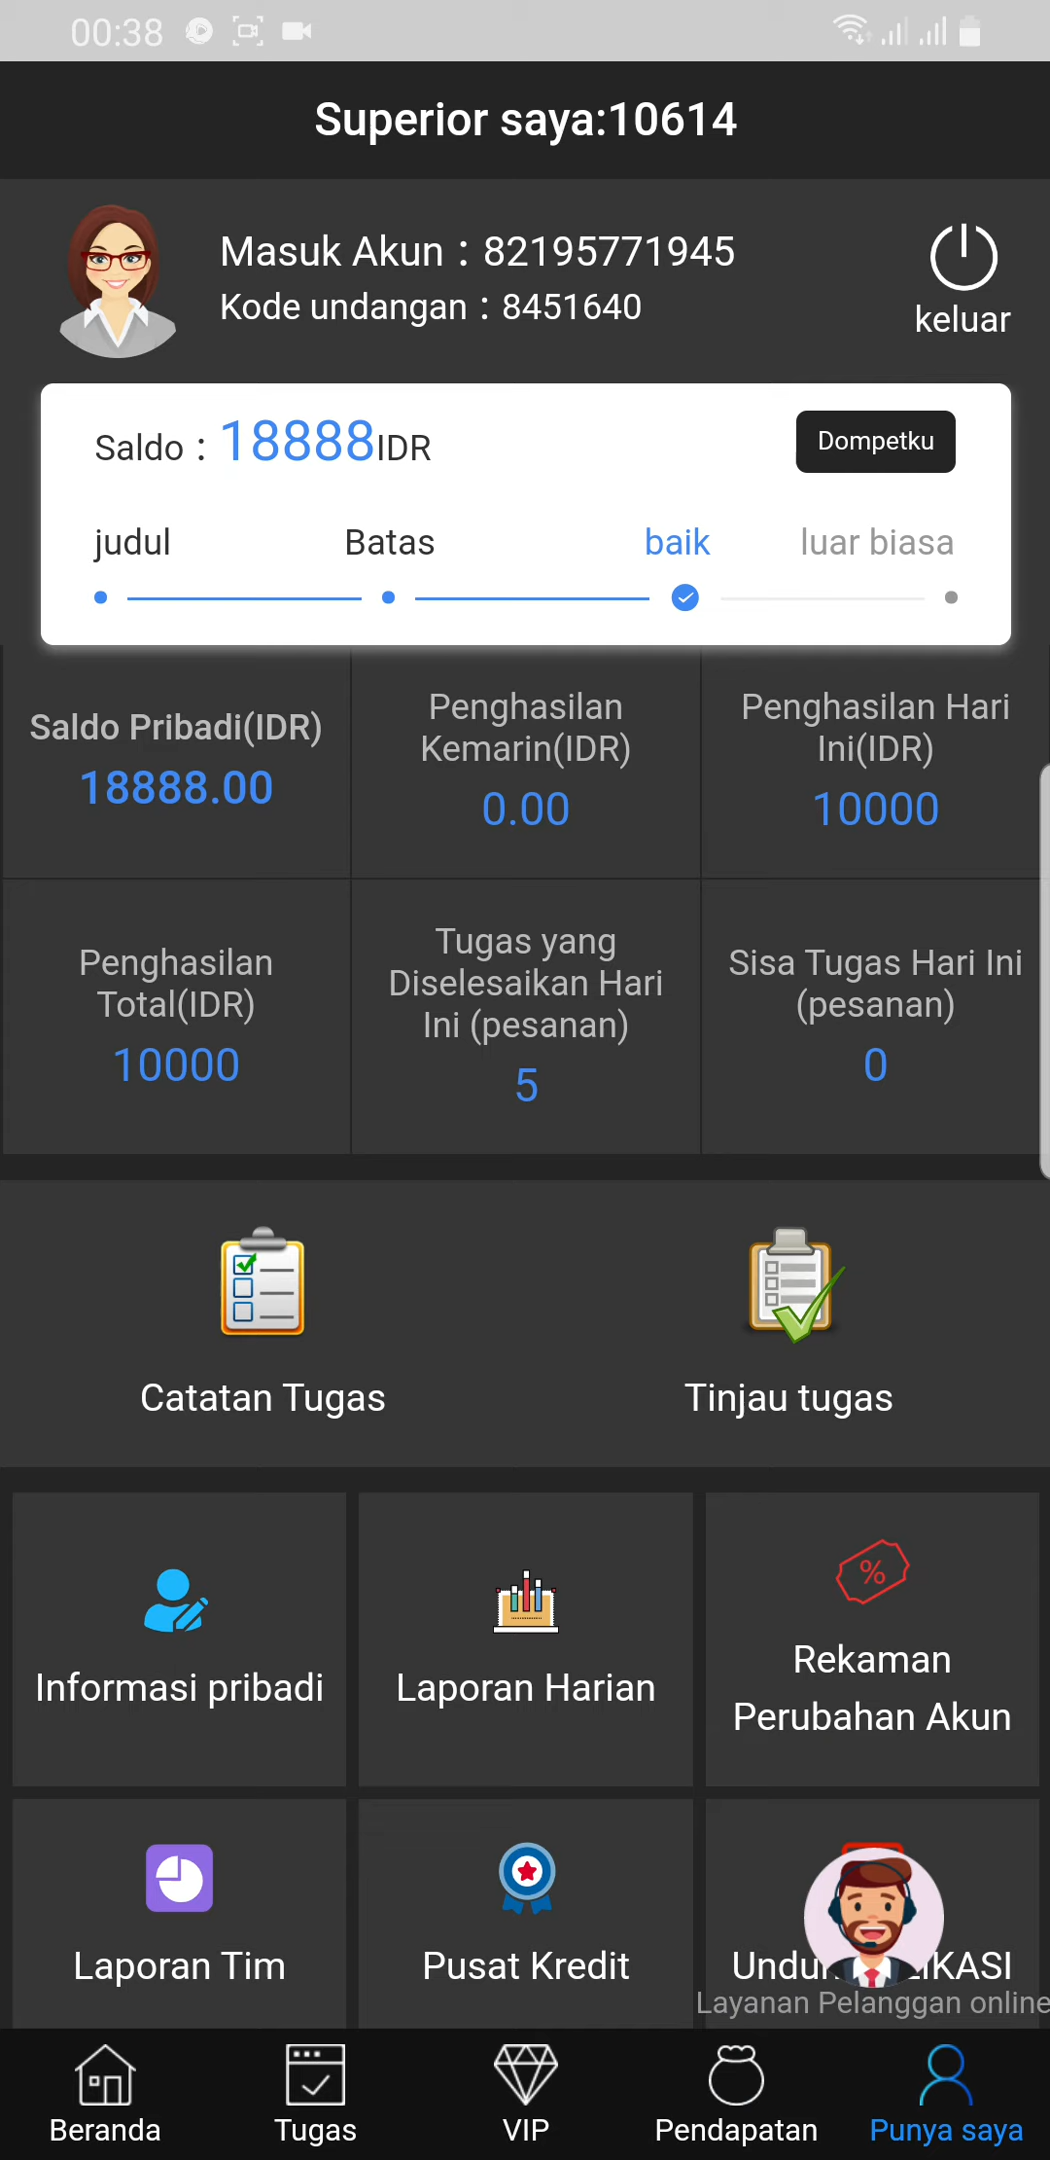 00:38
Superior saya:10614
Masuk Akun : 82195771945
Kode undangan : 8451640
keluar
Saldo : 18888IDR
Dompetku
judul
Batas
baik
luar biasa
Saldo Pribadi(IDR)
18888.00
Penghasilan
Kemarin(IDR)
0.00
Penghasilan Hari
Ini(IDR)
10000
Penghasilan
Total(IDR)
10000
Tugas yang
Diselesaikan Hari
Ini (pesanan)
5
Sisa Tugas Hari Ini
(pesanan)
0
Catatan Tugas
Tinjau tugas
Informasi pribadi
Laporan Harian
%
Rekaman
Perubahan Akun
Laporan Tim
Pusat Kredit
Layanan Pelanggan online
Beranda
Tugas
VIP
Pendapatan
Punya saya